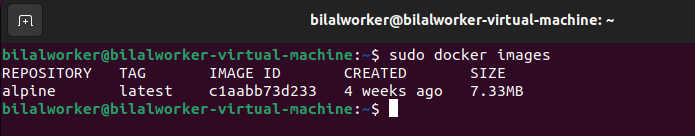 bilalworker@bilalworker-virtual-machine: ~
bilalworker@bilalworker-virtual-machine:~$ sudo docker images
REPOSITORY   TAG       IMAGE ID       CREATED       SIZE
alpine       latest    c1aabb73d233   4 weeks ago   7.33MB
bilalworker@bilalworker-virtual-machine:~$